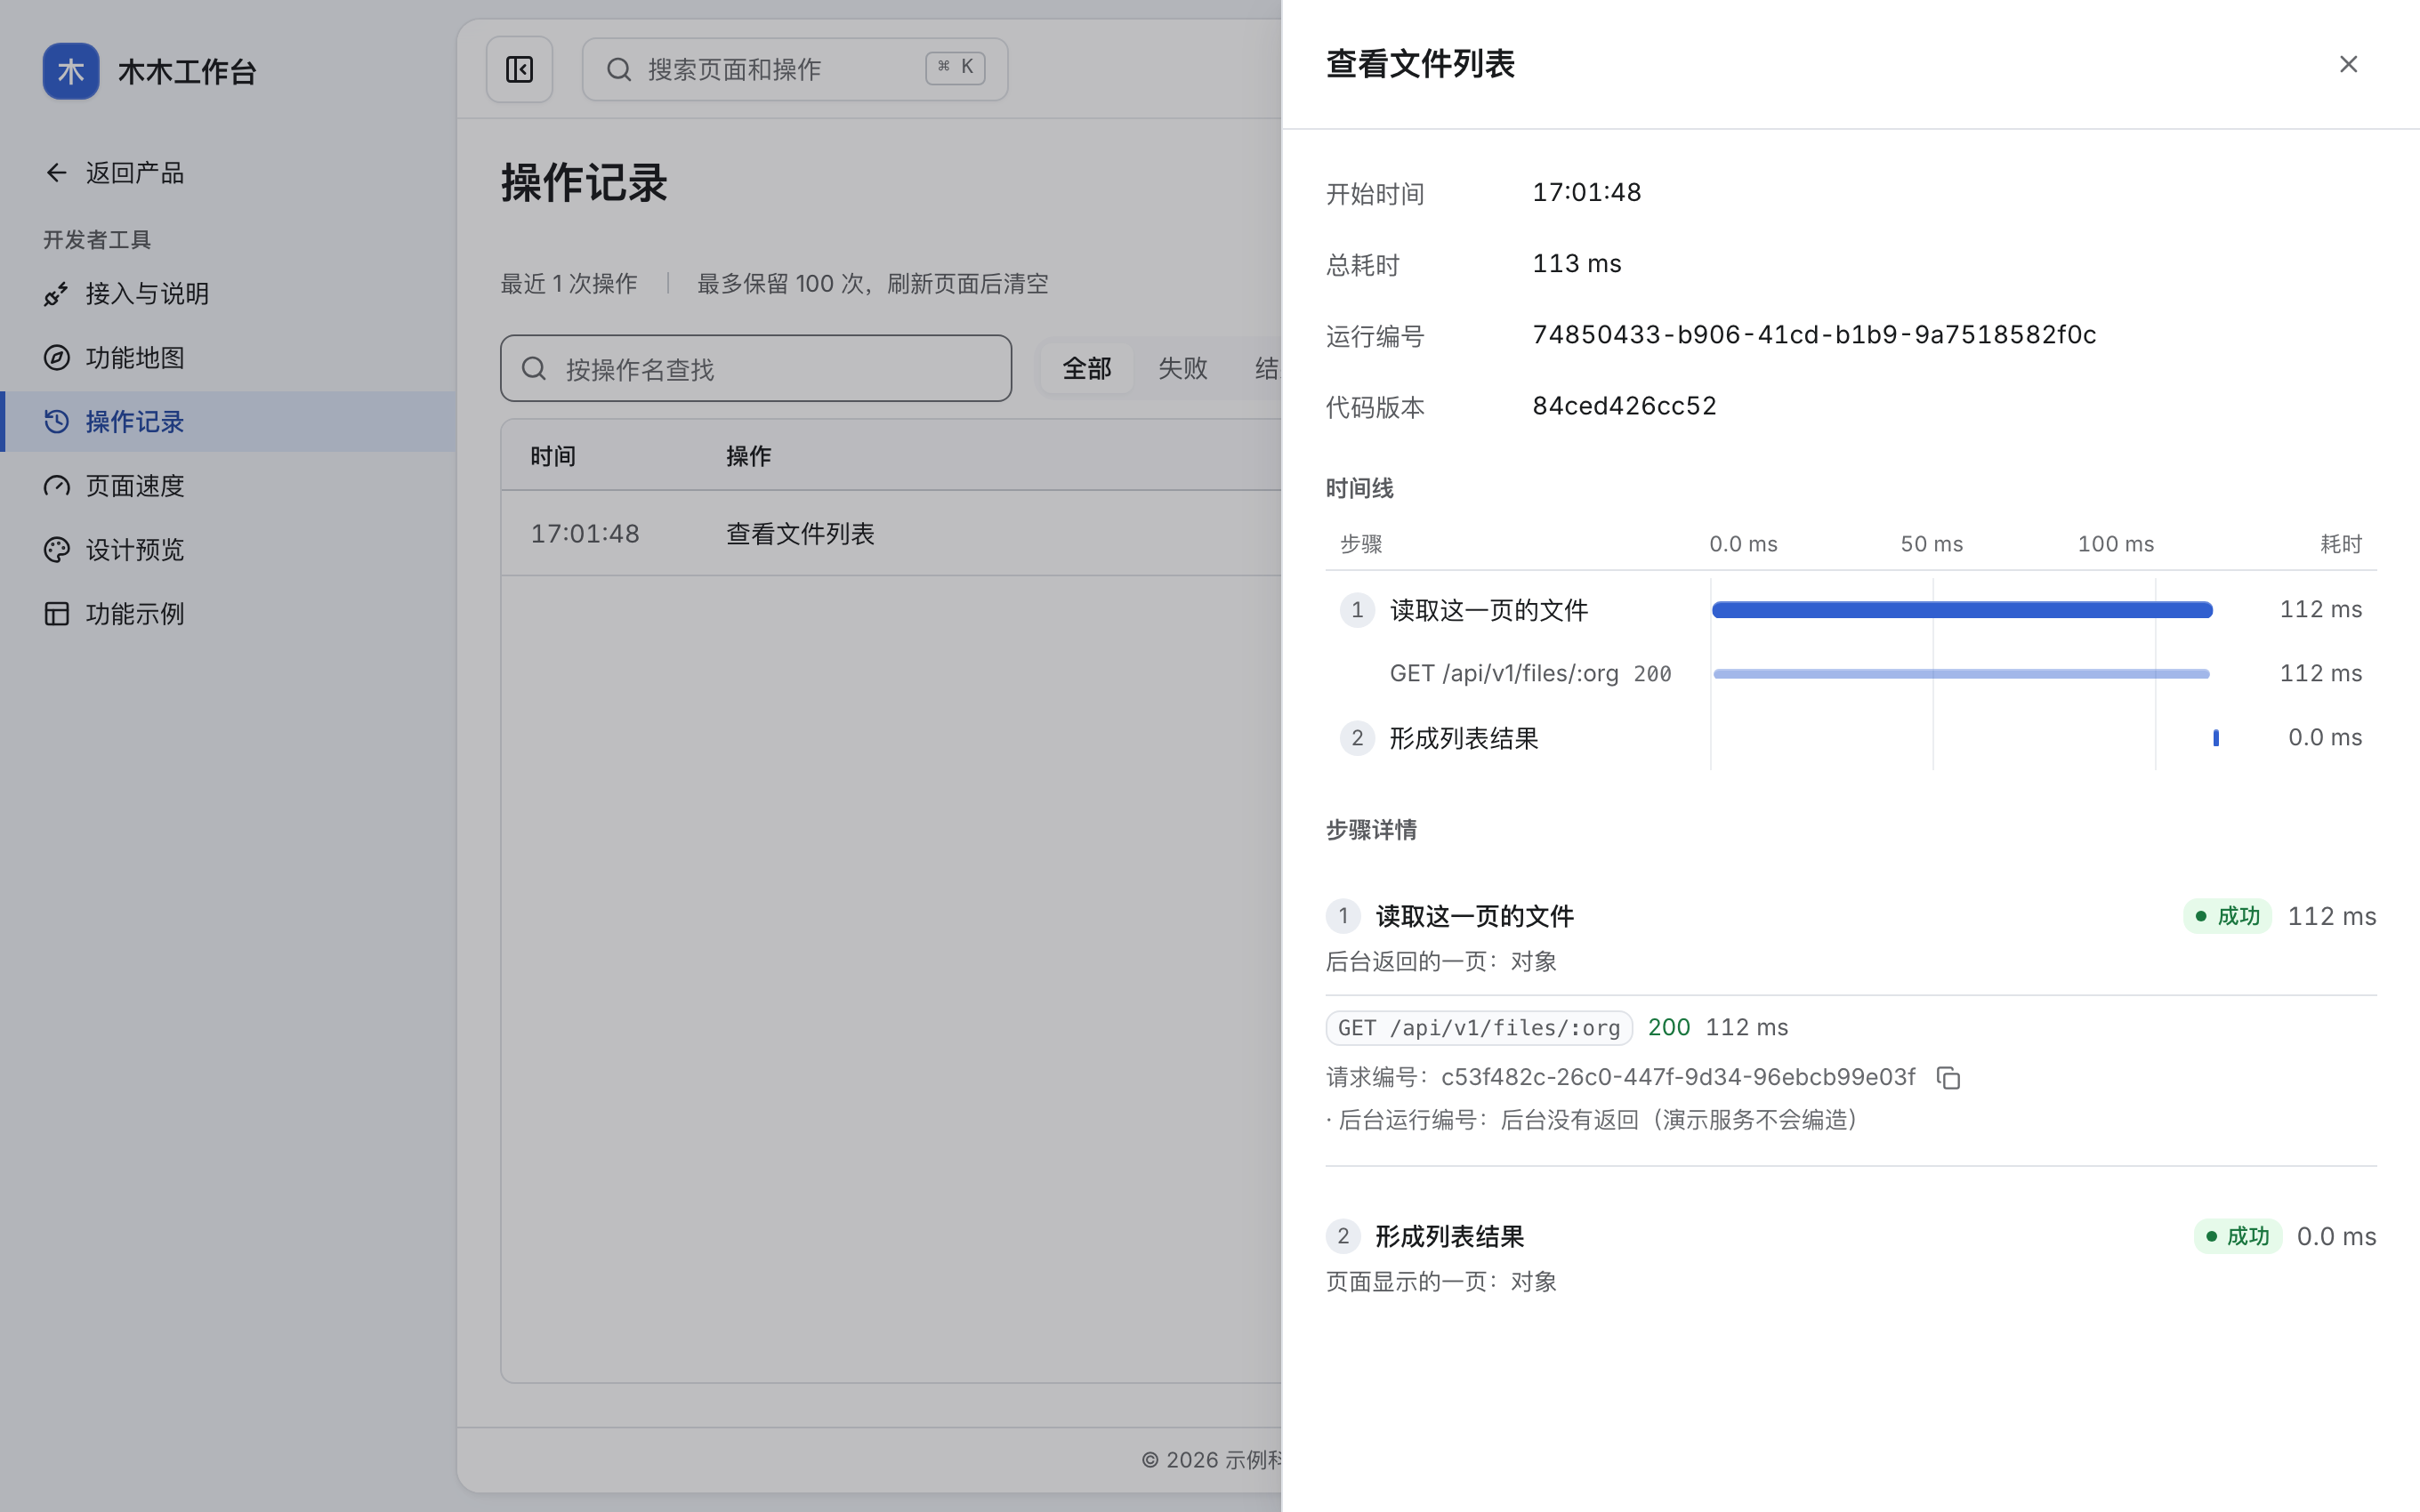 木 木木工作台
返回产品
开发者工具
接入与说明
功能地图
操作记录
页面速度
设计预览
功能示例
搜索页面和操作 ⌘ K
操作记录
最近 1 次操作 最多保留 100 次，刷新页面后清空
按操作名查找 全部 失败 结
时间 操作
17:01:48 查看文件列表
© 2026 示例科
查看文件列表
开始时间 17:01:48
总耗时 113 ms
运行编号 74850433-b906-41cd-b1b9-9a7518582f0c
代码版本 84ced426cc52
时间线
步骤 0.0 ms 50 ms 100 ms 耗时
1 读取这一页的文件 112 ms
GET /api/v1/files/:org 200 112 ms
2 形成列表结果 0.0 ms
步骤详情
1 读取这一页的文件 成功 112 ms
后台返回的一页：对象
GET /api/v1/files/:org 200 112 ms
请求编号：c53f482c-26c0-447f-9d34-96ebcb99e03f
· 后台运行编号：后台没有返回（演示服务不会编造）
2 形成列表结果 成功 0.0 ms
页面显示的一页：对象